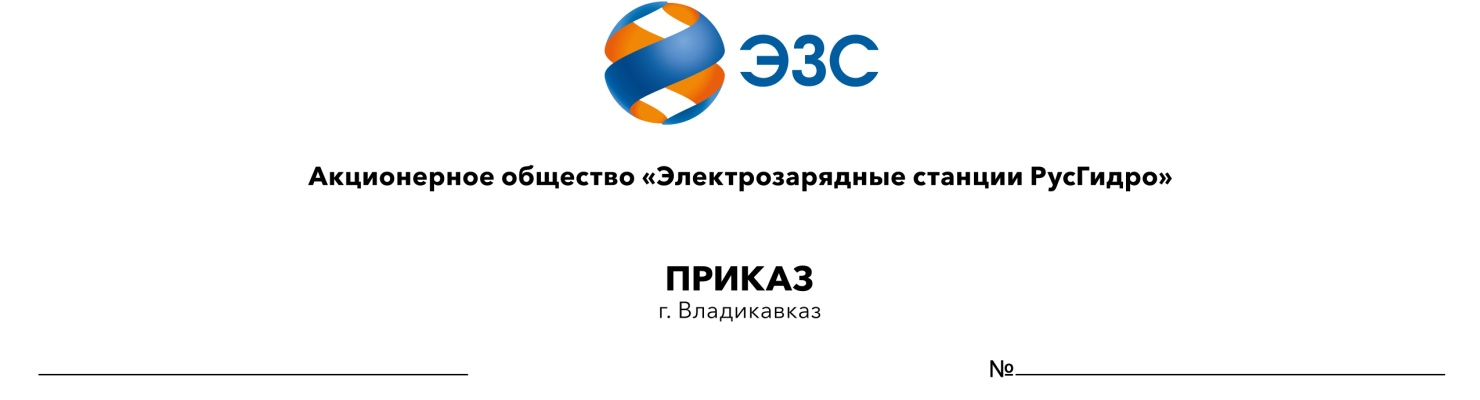 ЭЗС
Акционерное общество «Электрозарядные станции РусГидро»
ПРИКАЗ
г. Владикавказ
№